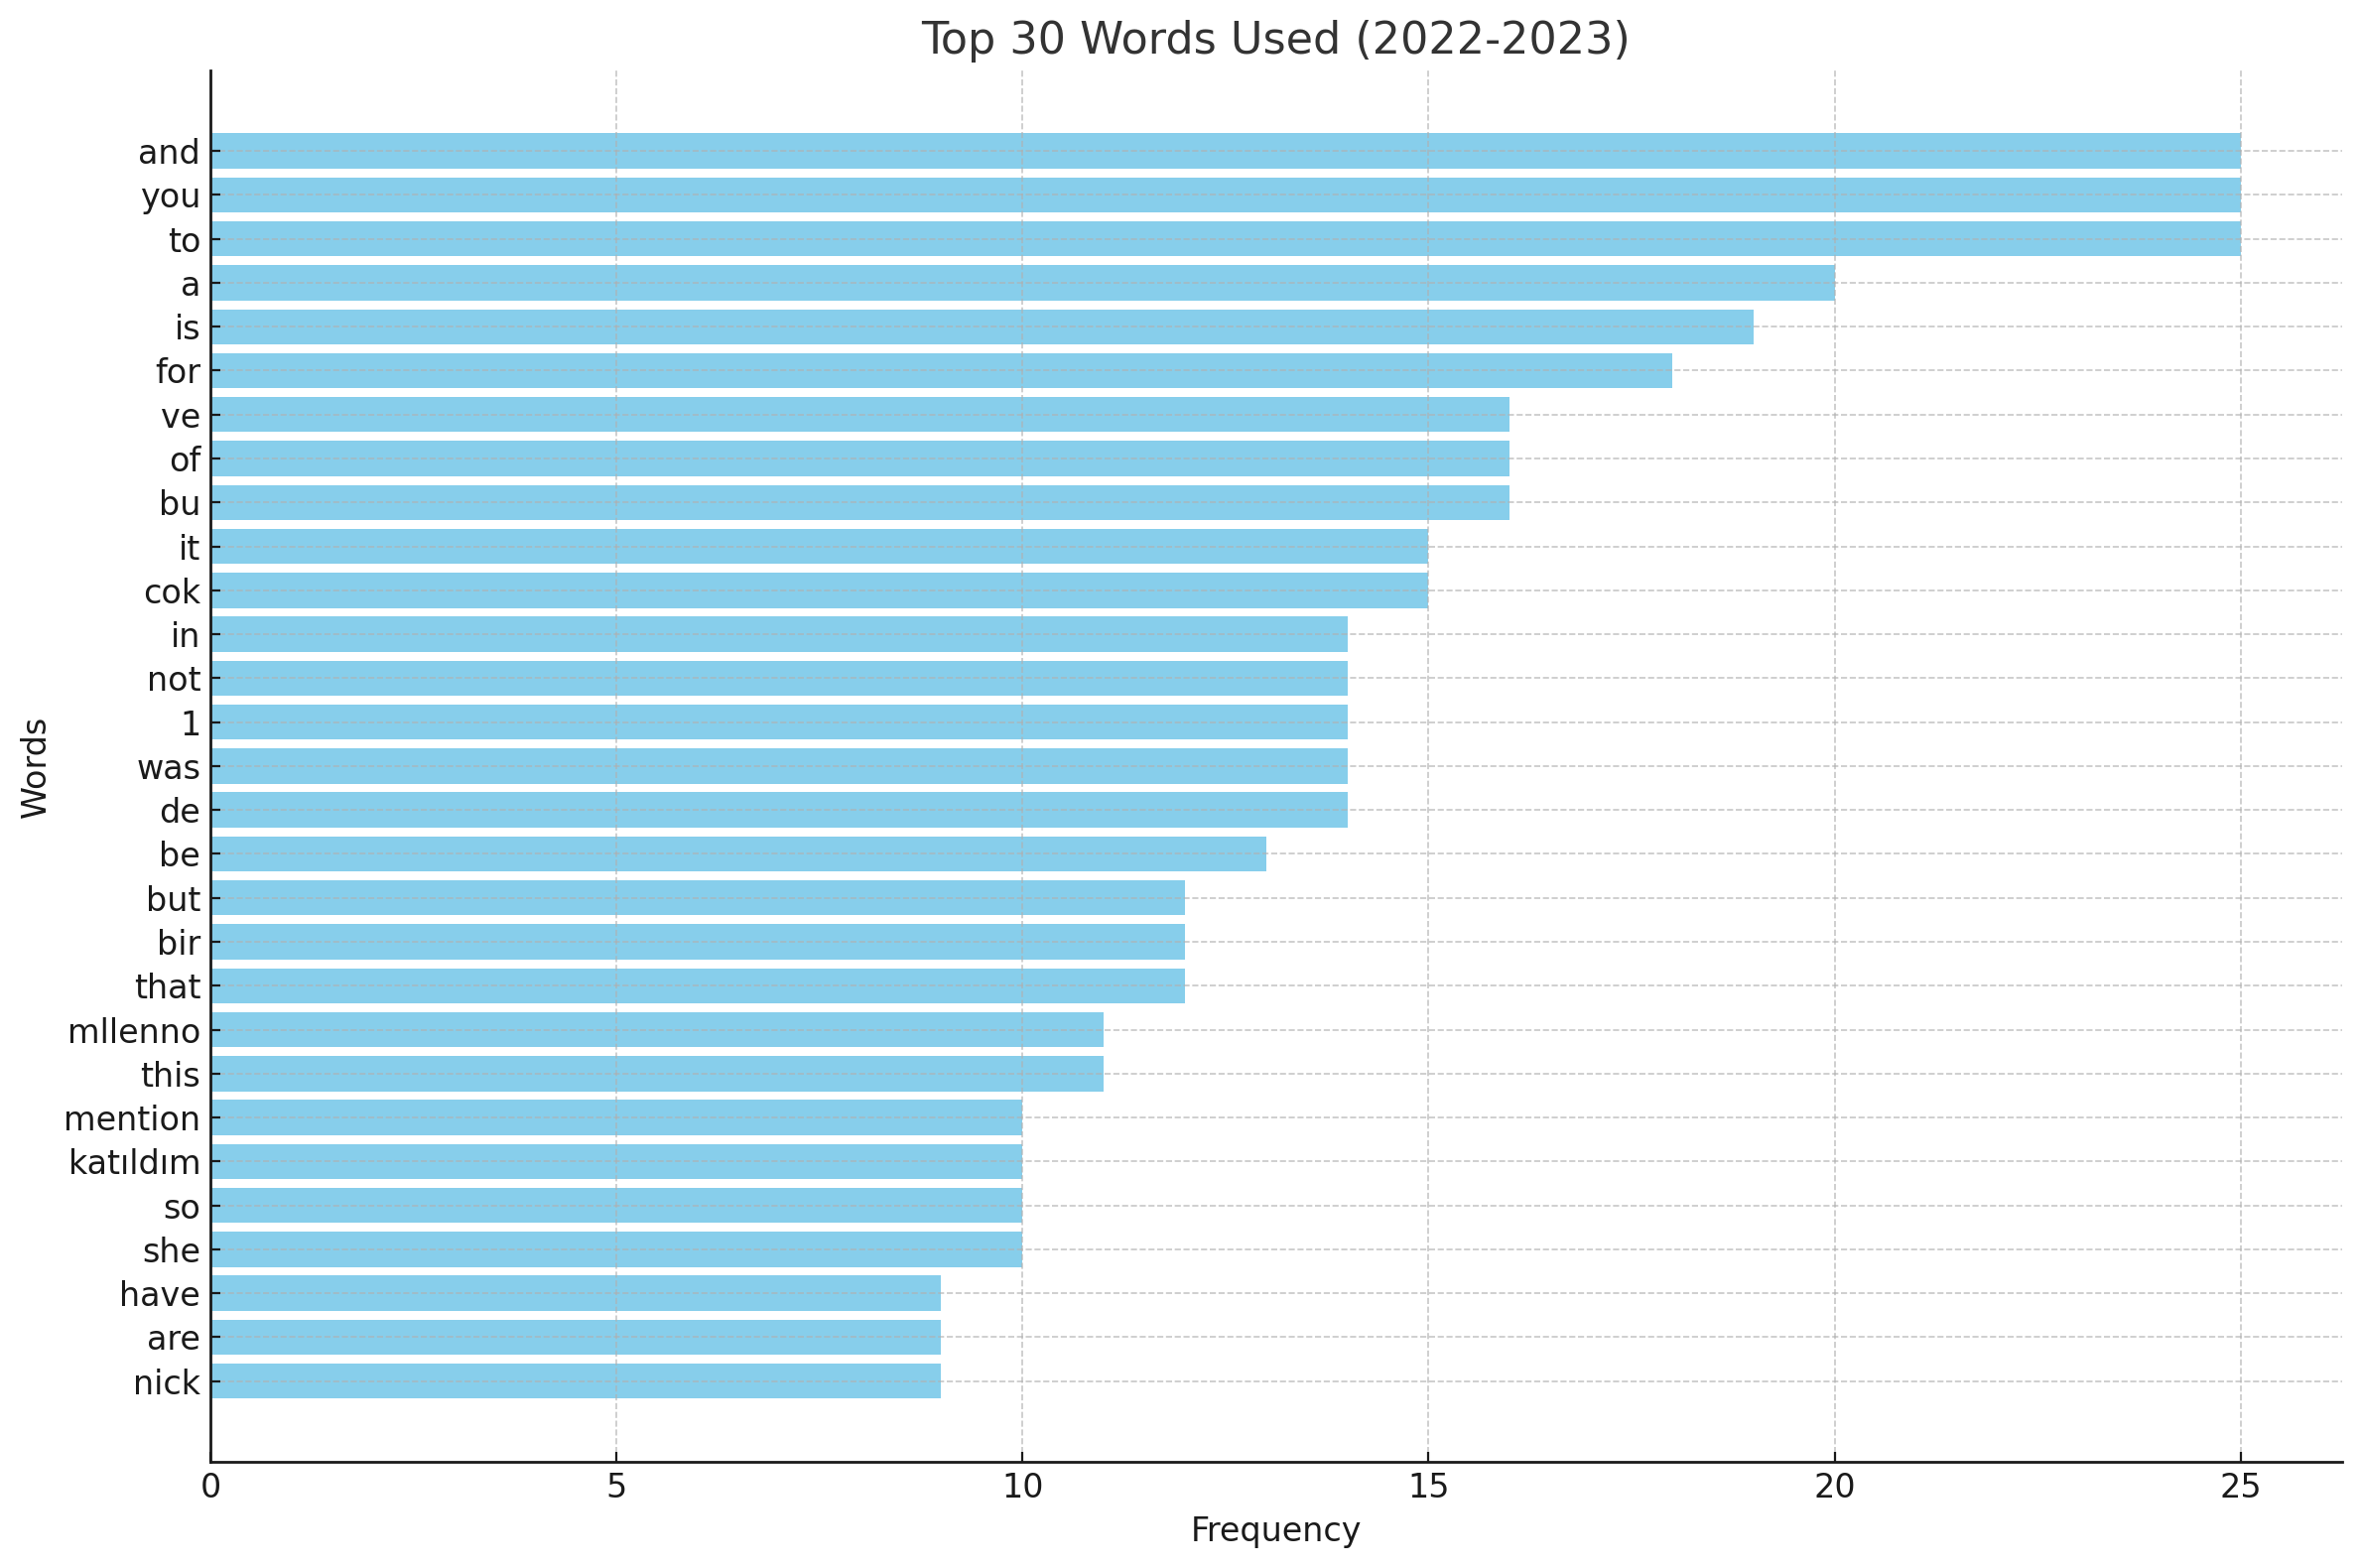 Top 30 Words Used (2022-2023)
Words
and
you
to
a
is
for
ve
of
bu
it
cok
in
not
1
was
de
be
but
bir
that
mllenno
this
mention
katıldım
so
she
have
are
nick
0 5 10 15 20 25
Frequency